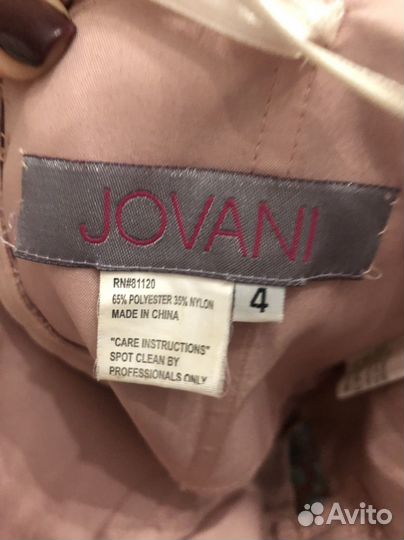 JOVANI
RN#81120
65% POLYESTER 35% NYLON
MADE IN CHINA
4
"CARE INSTRUCTIONS"
SPOT CLEAN BY
PROFESSIONALS ONLY
Avito